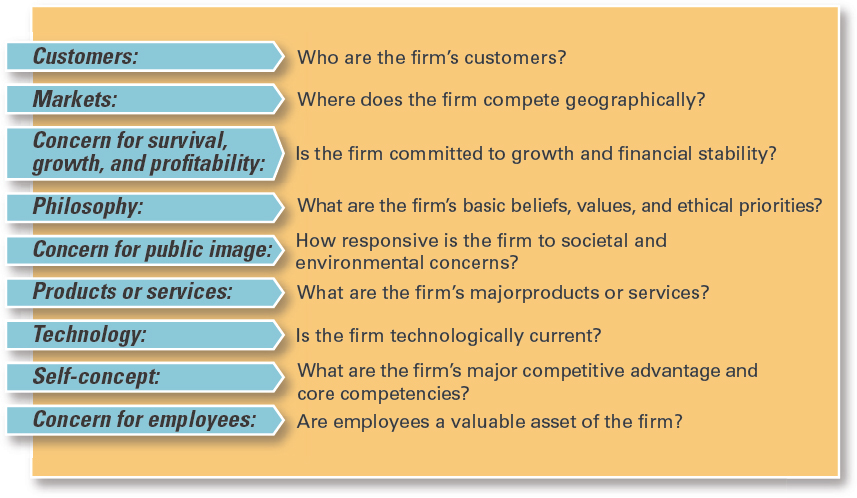 Customers: Who are the firm's customers?
Markets: Where does the firm compete geographically?
Concern for survival,
growth, and profitability: Is the firm committed to growth and financial stability?
Philosophy: What are the firm's basic beliefs, values, and ethical priorities?
Concern for public image: How responsive is the firm to societal and
environmental concerns?
Products or services: What are the firm's majorproducts or services?
Technology: Is the firm technologically current?
Self-concept: What are the firm's major competitive advantage and
core competencies?
Concern for employees: Are employees a valuable asset of the firm?